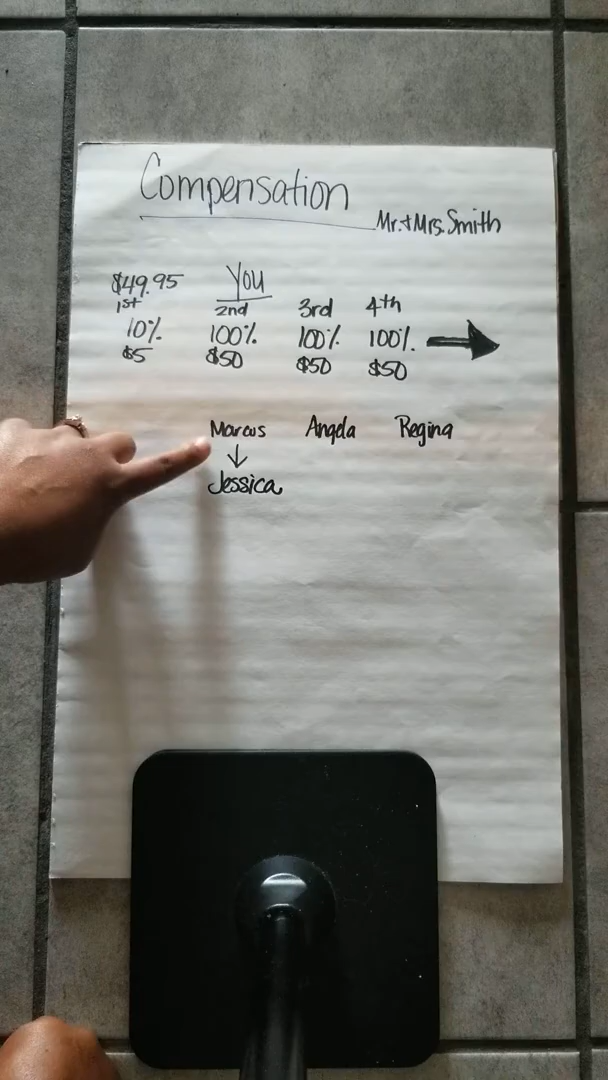 Compensation
Mr. + Mrs. Smith
$49.95 You
1st 2nd 3rd 4th
10% 100% 100% 100%
$5 $50 $50 $50
Marcus Angela Regina
Jessica